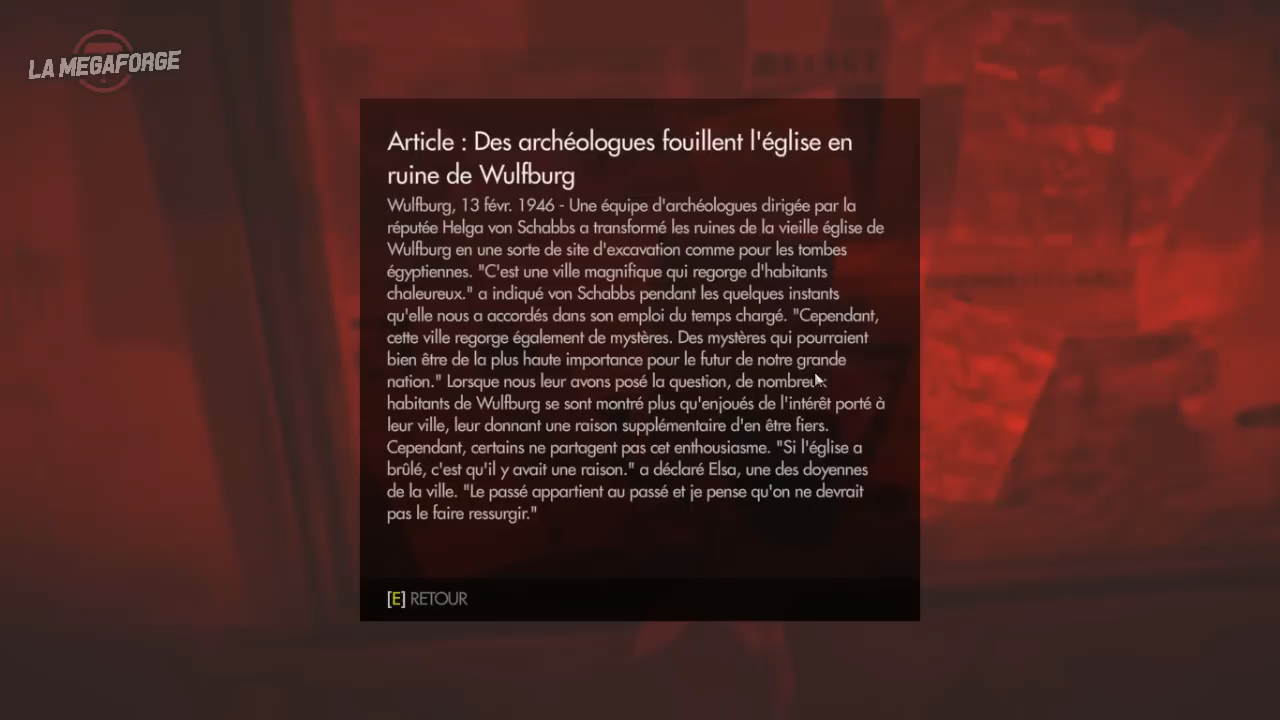 LA MEGAFORGE
Article : Des archéologues fouillent l'église en
ruine de Wulfburg
Wulfburg, 13 févr. 1946 - Une équipe d'archéologues dirigée par la
réputée Helga von Schabbs a transformé les ruines de la vieille église de
Wulfburg en une sorte de site d'excavation comme pour les tombes
égyptiennes. "C'est une ville magnifique qui regorge d'habitants
chaleureux." a indiqué von Schabbs pendant les quelques instants
qu'elle nous a accordés dans son emploi du temps chargé. "Cependant,
cette ville regorge également de mystères. Des mystères qui pourraient
bien être de la plus haute importance pour le futur de notre grande
nation." Lorsque nous leur avons posé la question, de nombreux
habitants de Wulfburg se sont montré plus qu'enjoués de l'intérêt porté à
leur ville, leur donnant une raison supplémentaire d'en être fiers.
Cependant, certains ne partagent pas cet enthousiasme. "Si l'église a
brûlé, c'est qu'il y avait une raison." a déclaré Elsa, une des doyennes
de la ville. "Le passé appartient au passé et je pense qu'on ne devrait
pas le faire ressurgir."
[E] RETOUR